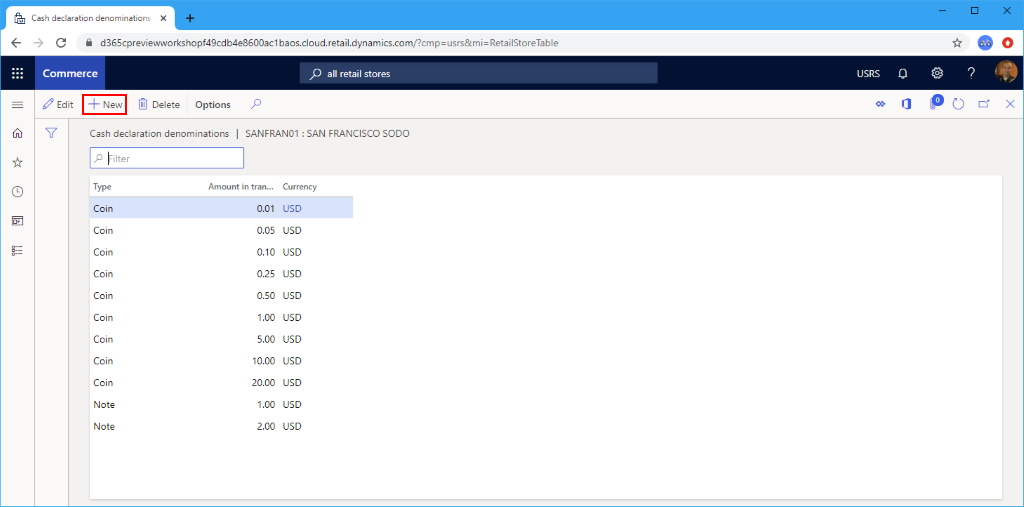 Cash declaration denominations
d365cpreviewworkshopf49cdb4e8600ac1baos.cloud.retail.dynamics.com/?cmp=usrs&mi=RetailStoreTable
Commerce all retail stores USRS ?
Edit New Delete Options 0
Cash declaration denominations | SANFRAN01 : SAN FRANCISCO SODO
Filter
Type Amount in tran... Currency
Coin 0.01 USD
Coin 0.05 USD
Coin 0.10 USD
Coin 0.25 USD
Coin 0.50 USD
Coin 1.00 USD
Coin 5.00 USD
Coin 10.00 USD
Coin 20.00 USD
Note 1.00 USD
Note 2.00 USD